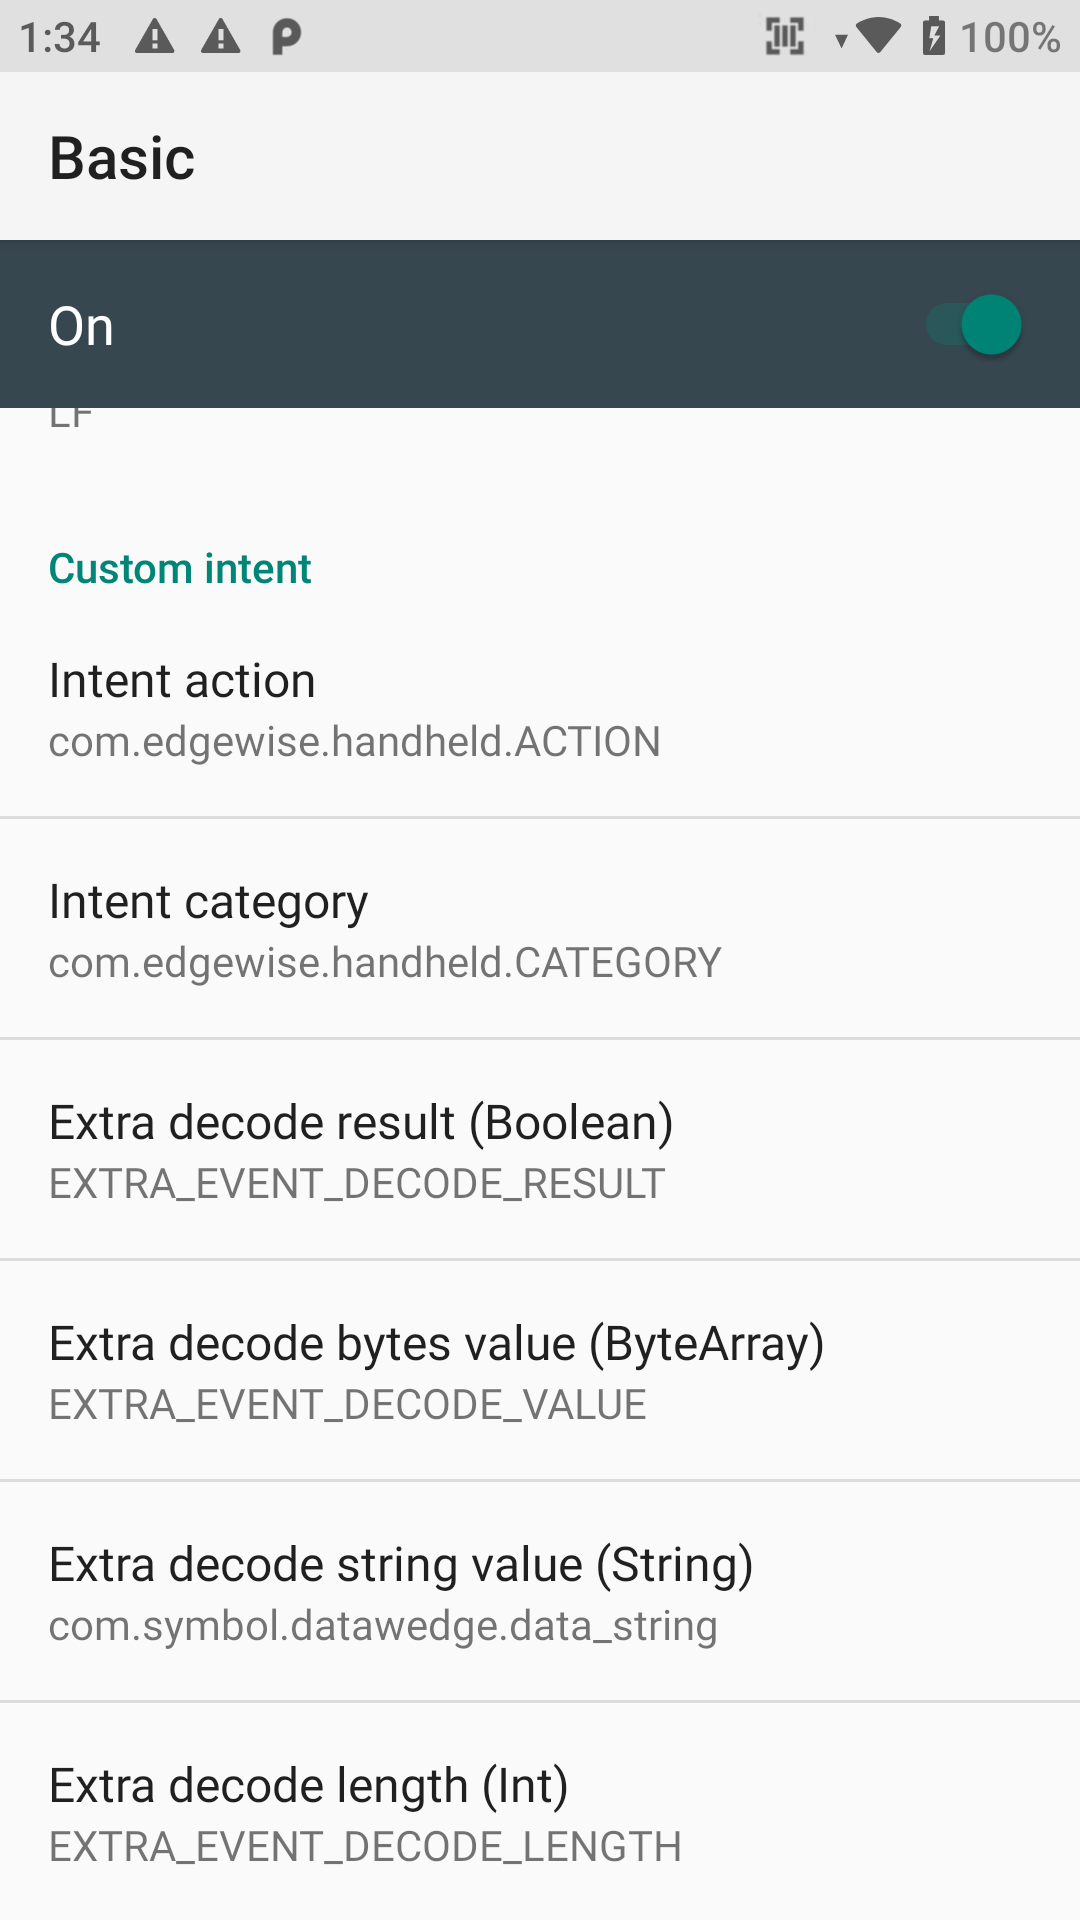 1:34
100%
Basic
On
LF
Custom intent
Intent action
com.edgewise.handheld.ACTION
Intent category
com.edgewise.handheld.CATEGORY
Extra decode result (Boolean)
EXTRA_EVENT_DECODE_RESULT
Extra decode bytes value (ByteArray)
EXTRA_EVENT_DECODE_VALUE
Extra decode string value (String)
com.symbol.datawedge.data_string
Extra decode length (Int)
EXTRA_EVENT_DECODE_LENGTH